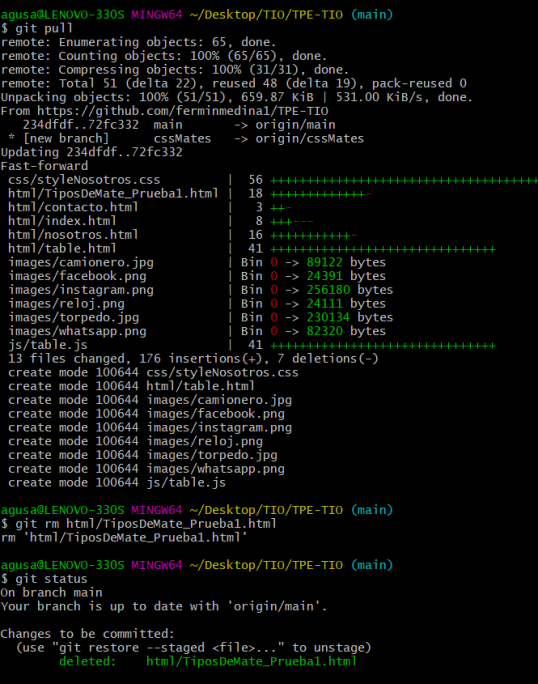 agusa@LENOVO-330S MINGW64 ~/Desktop/TIO/TPE-TIO (main)
$ git pull
remote: Enumerating objects: 65, done.
remote: Counting objects: 100% (65/65), done.
remote: Compressing objects: 100% (31/31), done.
remote: Total 51 (delta 22), reused 48 (delta 19), pack-reused 0
Unpacking objects: 100% (51/51), 659.87 KiB | 531.00 KiB/s, done.
From https://github.com/ferminmedina1/TPE-TIO
   234dfdf..72fc332  main       -> origin/main
 * [new branch]      cssMates   -> origin/cssMates
Updating 234dfdf..72fc332
Fast-forward
 css/styleNosotros.css         |  56 ++++++++++++++++++++++++++++++++++
 html/TiposDeMate_Prueba1.html |  18 ++++++++++++-
 html/contacto.html            |   3 ++-
 html/index.html               |   8 +++---
 html/nosotros.html            |  16 ++++++++++-
 html/table.html               |  41 ++++++++++++++++++++++++++++
 images/camionero.jpg          | Bin 0 -> 89122 bytes
 images/facebook.png           | Bin 0 -> 24391 bytes
 images/instagram.png          | Bin 0 -> 256180 bytes
 images/reloj.png              | Bin 0 -> 24111 bytes
 images/torpedo.jpg            | Bin 0 -> 230134 bytes
 images/whatsapp.png           | Bin 0 -> 82320 bytes
 js/table.js                   |  41 ++++++++++++++++++++++++++++
 13 files changed, 176 insertions(+), 7 deletions(-)
 create mode 100644 css/styleNosotros.css
 create mode 100644 html/table.html
 create mode 100644 images/camionero.jpg
 create mode 100644 images/facebook.png
 create mode 100644 images/instagram.png
 create mode 100644 images/reloj.png
 create mode 100644 images/torpedo.jpg
 create mode 100644 images/whatsapp.png
 create mode 100644 js/table.js
agusa@LENOVO-330S MINGW64 ~/Desktop/TIO/TPE-TIO (main)
$ git rm html/TiposDeMate_Prueba1.html
rm 'html/TiposDeMate_Prueba1.html'
agusa@LENOVO-330S MINGW64 ~/Desktop/TIO/TPE-TIO (main)
$ git status
On branch main
Your branch is up to date with 'origin/main'.
Changes to be committed:
  (use "git restore --staged <file>..." to unstage)
        deleted:    html/TiposDeMate_Prueba1.html